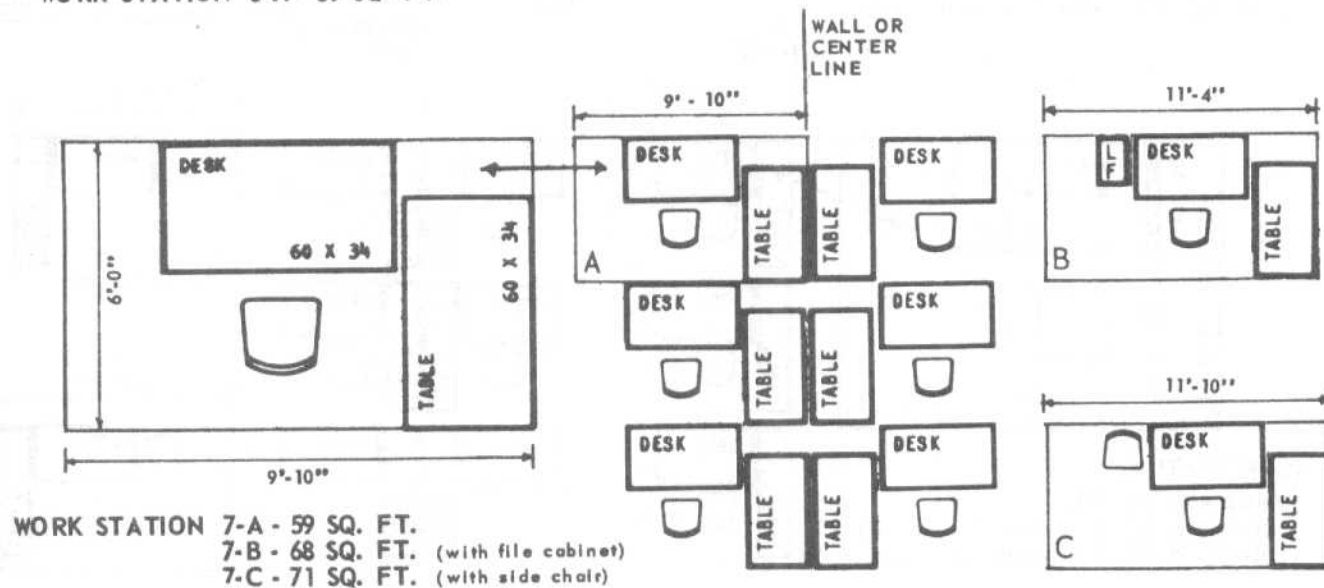 WALL OR
CENTER
LINE
9' - 10"
11'-4"
DESK
60 X 34
60 X 34
TABLE
6'-0"
9'-10"
A
DESK
TABLE
TABLE
DESK
DESK
TABLE
TABLE
DESK
DESK
TABLE
TABLE
DESK
LF
DESK
TABLE
B
11'-10"
DESK
TABLE
C
WORK STATION 7-A - 59 SQ. FT.
7-B - 68 SQ. FT. (with file cabinet)
7-C - 71 SQ. FT. (with side chair)